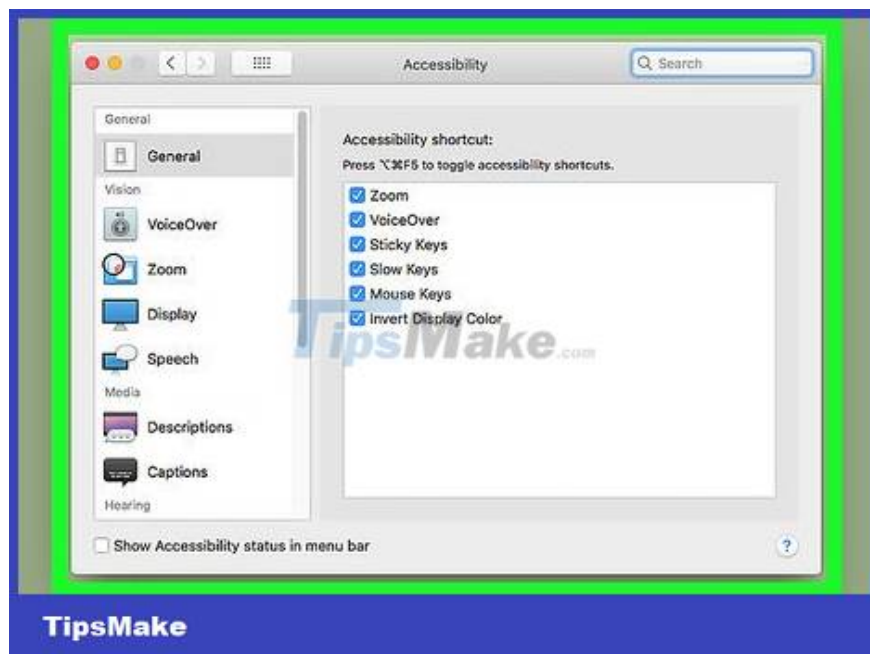 Accessibility
Search
General
General
Vision
VoiceOver
Zoom
Display
Speech
Media
Descriptions
Captions
Hearing
Accessibility shortcut:
Press ⌥⌘F5 to toggle accessibility shortcuts.
Zoom
VoiceOver
Sticky Keys
Slow Keys
Mouse Keys
Invert Display Color
TipsMake.com
Show Accessibility status in menu bar
?
TipsMake